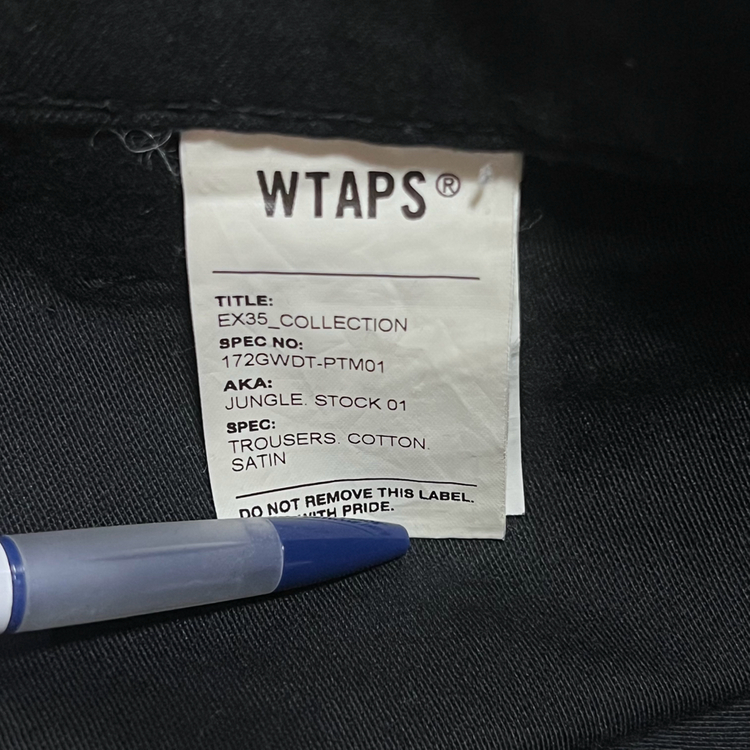 WTAPS®
TITLE:
EX35_COLLECTION
SPEC NO:
172GWDT-PTM01
AKA:
JUNGLE. STOCK 01
SPEC:
TROUSERS. COTTON.
SATIN
DO NOT REMOVE THIS LABEL.
WITH PRIDE.